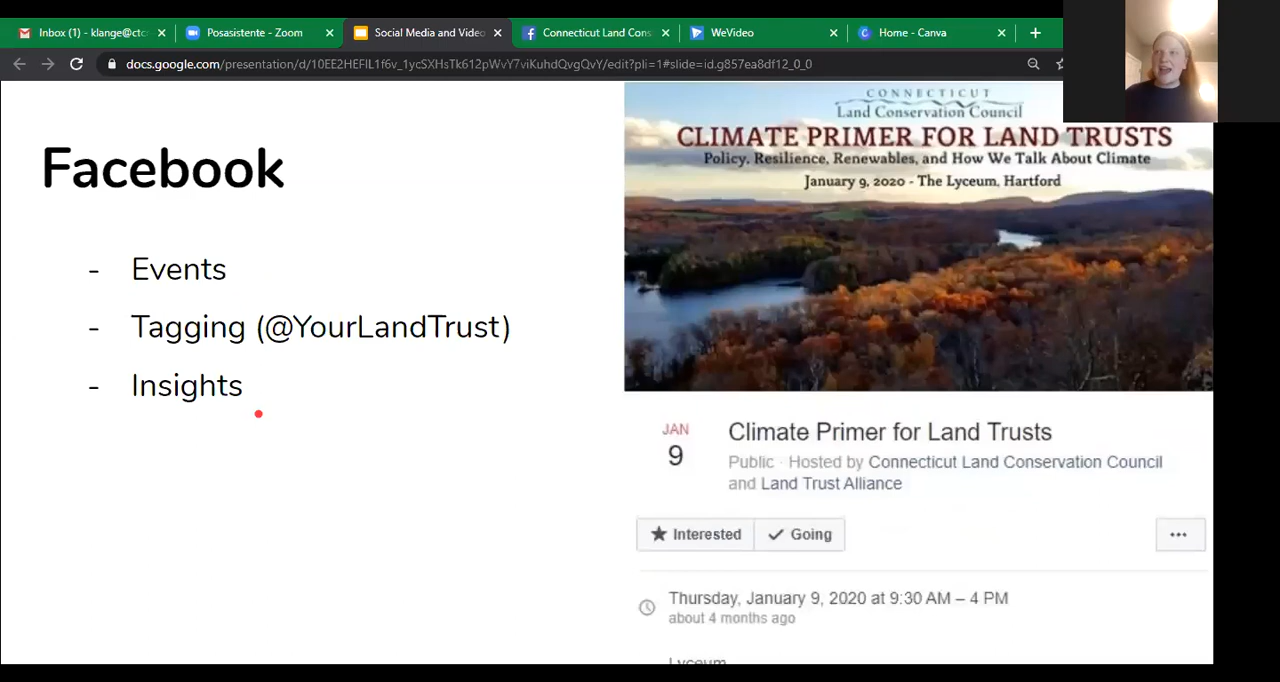 Inbox (1) - klange@ctc
Posasistente - Zoom
Social Media and Video
Connecticut Land Cons
WeVideo
Home - Canva
docs.google.com/presentation/d/10EE2HEFIL1f6v_1ycSXHsTk612pWvY7viKuhdQvgQvY/edit?pli=1#slide=id.g857ea8df12_0_0
Facebook
- Events
- Tagging (@YourLandTrust)
- Insights
CONNECTICUT
Land Conservation Council
CLIMATE PRIMER FOR LAND TRUSTS
Policy, Resilience, Renewables, and How We Talk About Climate
January 9, 2020 - The Lyceum, Hartford
JAN
9
Climate Primer for Land Trusts
Public · Hosted by Connecticut Land Conservation Council
and Land Trust Alliance
Interested
Going
Thursday, January 9, 2020 at 9:30 AM – 4 PM
about 4 months ago
Lyceum